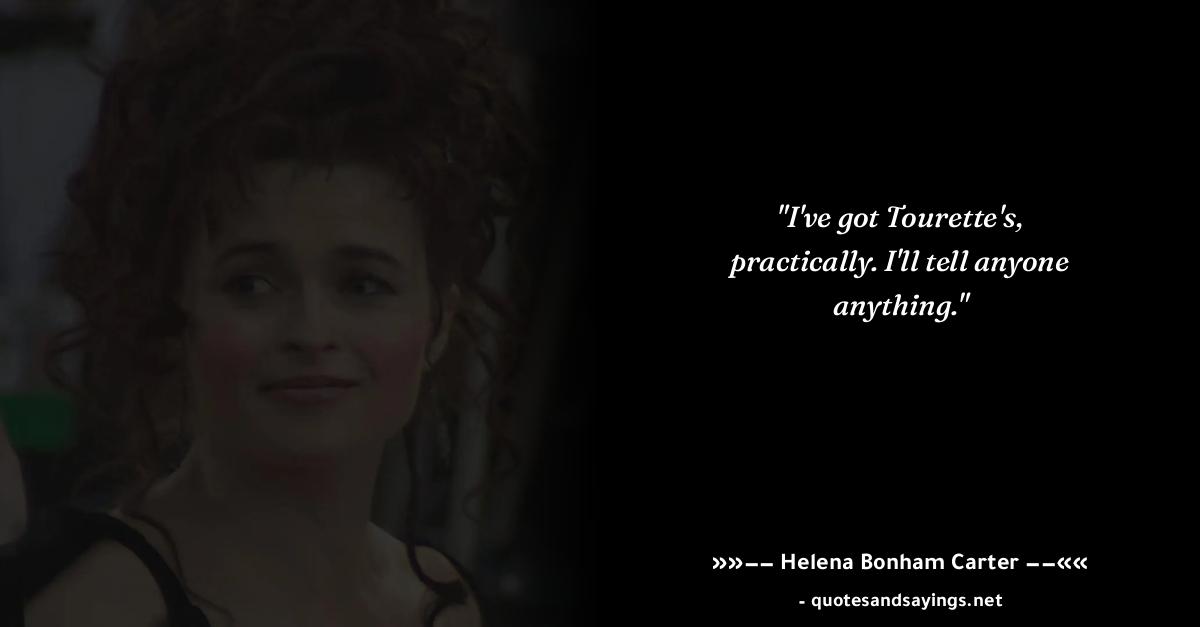 "I've got Tourette's,
practically. I'll tell anyone
anything."
»»–– Helena Bonham Carter ––««
- quotesandsayings.net